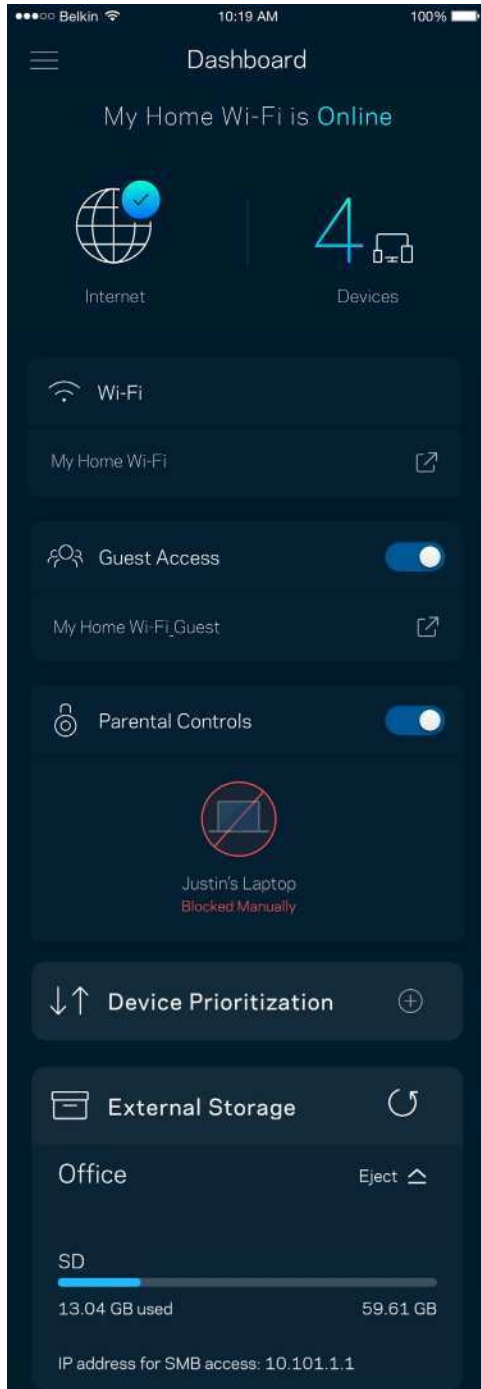 Belkin 10:19 AM 100%
Dashboard
My Home Wi-Fi is Online
4
Internet Devices
Wi-Fi
My Home Wi-Fi
Guest Access
My Home Wi-Fi_Guest
Parental Controls
Justin's Laptop
Blocked Manually
Device Prioritization
External Storage
Office Eject
SD
13.04 GB used 59.61 GB
IP address for SMB access: 10.101.1.1